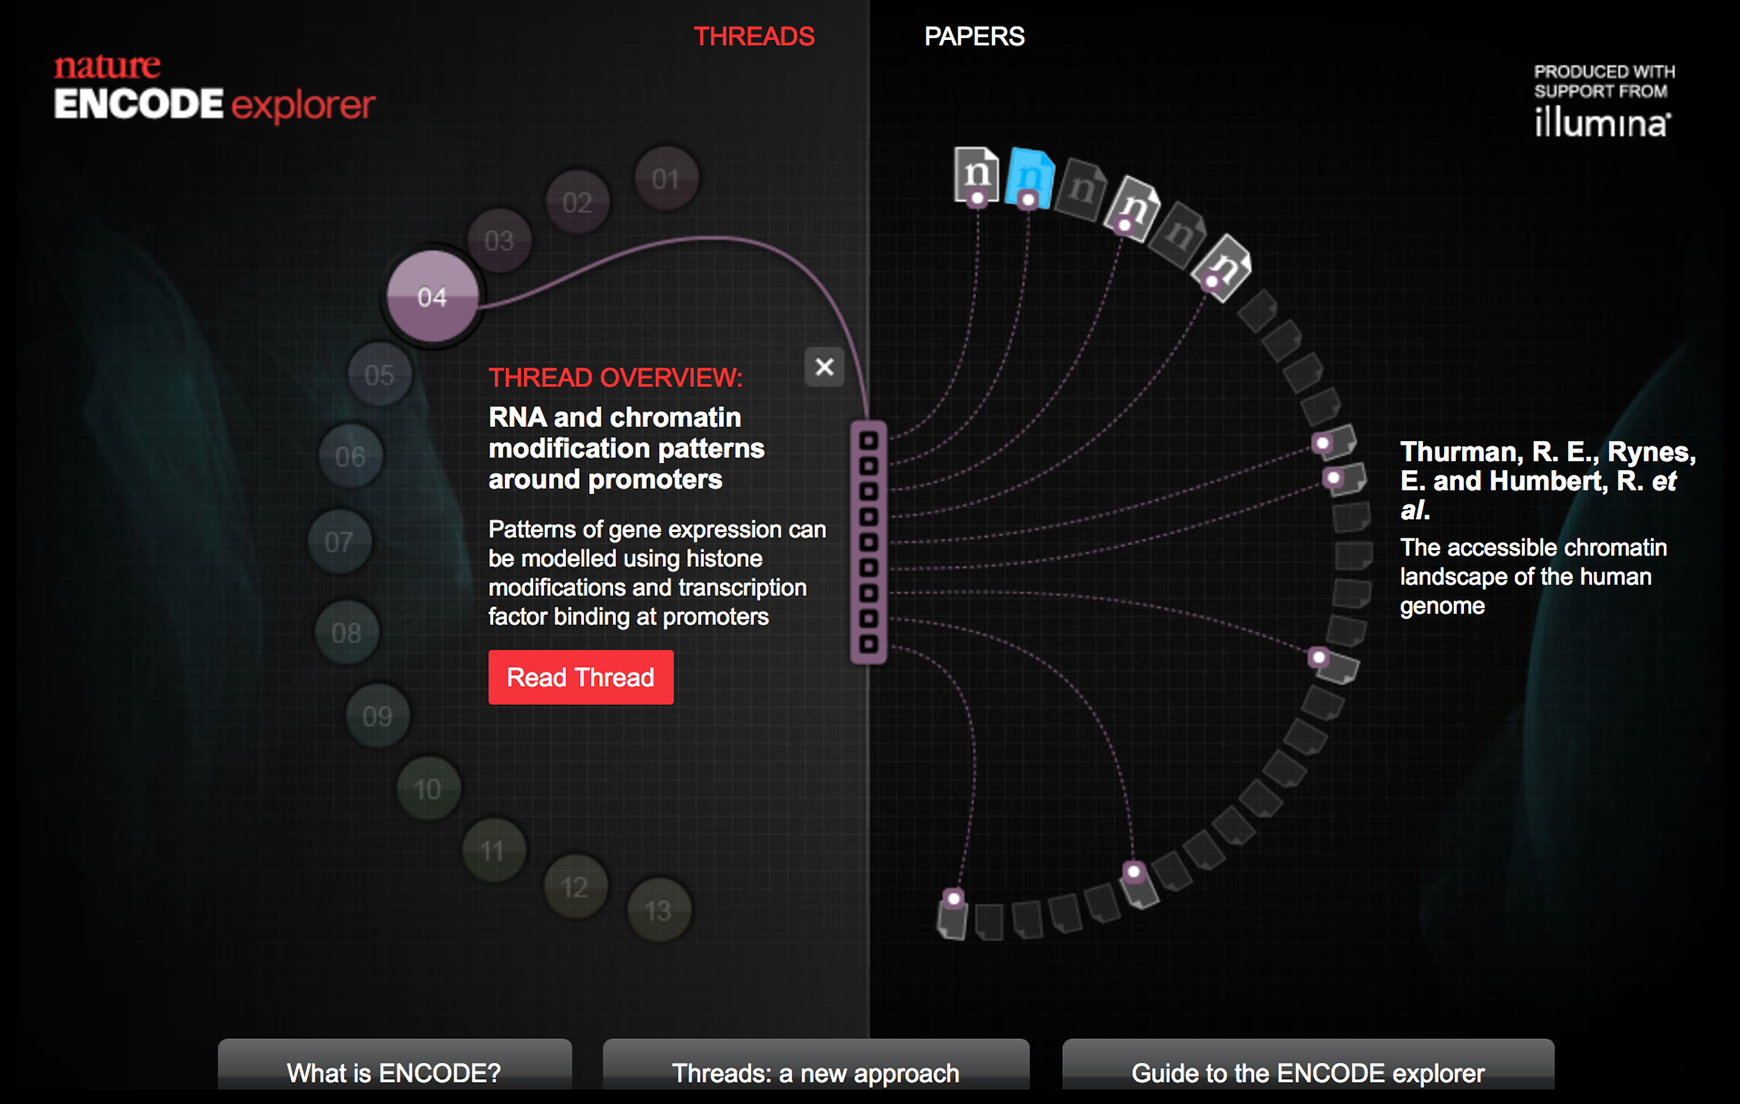 THREADS
PAPERS
nature
ENCODE explorer
PRODUCED WITH
SUPPORT FROM
illumina
n
n
n
n
n
n
01
02
03
04
05
06
07
08
09
10
11
12
13
THREAD OVERVIEW:
RNA and chromatin
modification patterns
around promoters
Patterns of gene expression can
be modelled using histone
modifications and transcription
factor binding at promoters
Read Thread
Thurman, R. E., Rynes,
E. and Humbert, R. et
al.
The accessible chromatin
landscape of the human
genome
What is ENCODE?
Threads: a new approach
Guide to the ENCODE explorer